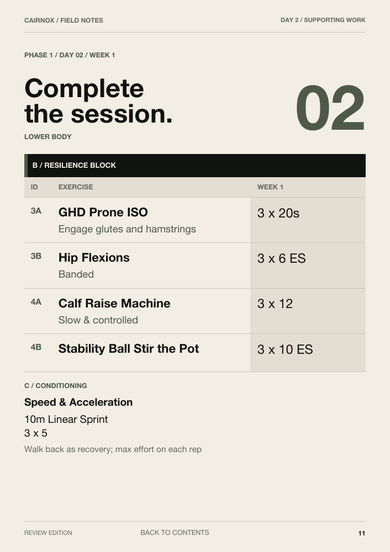 CAIRNOX / FIELD NOTES
DAY 2 / SUPPORTING WORK
PHASE 1 / DAY 02 / WEEK 1
Complete
the session.
02
LOWER BODY
B / RESILIENCE BLOCK
ID EXERCISE WEEK 1
3A GHD Prone ISO 3 x 20s
Engage glutes and hamstrings
3B Hip Flexions 3 x 6 ES
Banded
4A Calf Raise Machine 3 x 12
Slow & controlled
4B Stability Ball Stir the Pot 3 x 10 ES
C / CONDITIONING
Speed & Acceleration
10m Linear Sprint
3 x 5
Walk back as recovery; max effort on each rep
REVIEW EDITION
BACK TO CONTENTS
11